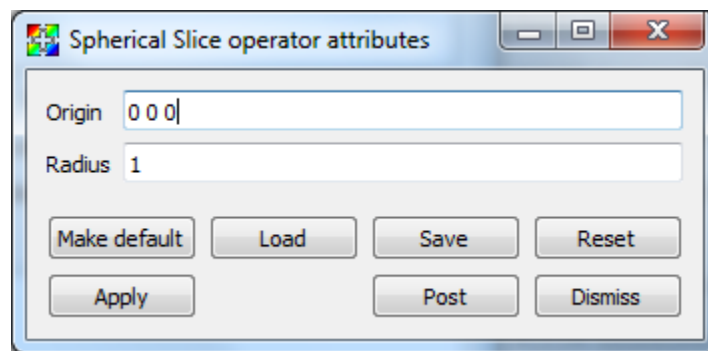 Spherical Slice operator attributes
Origin 0 0 0
Radius 1
Make default Load Save Reset
Apply Post Dismiss